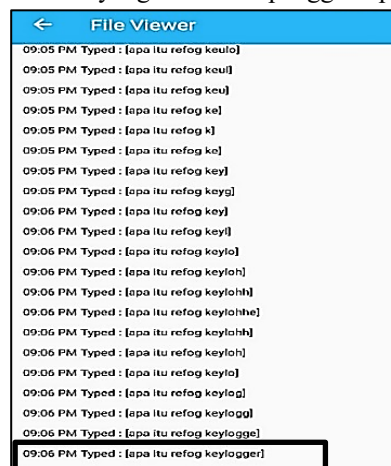 ← File Viewer
09:05 PM Typed : [apa itu refog keulo]
09:05 PM Typed : [apa itu refog keul]
09:05 PM Typed : [apa itu refog keu]
09:05 PM Typed : [apa itu refog ke]
09:05 PM Typed : [apa itu refog k]
09:05 PM Typed : [apa itu refog ke]
09:05 PM Typed : [apa itu refog key]
09:05 PM Typed : [apa itu refog keyg]
09:06 PM Typed : [apa itu refog key]
09:06 PM Typed : [apa itu refog keyl]
09:06 PM Typed : [apa itu refog keylo]
09:06 PM Typed : [apa itu refog keyloh]
09:06 PM Typed : [apa itu refog keylohh]
09:06 PM Typed : [apa itu refog keylohhe]
09:06 PM Typed : [apa itu refog keylohh]
09:06 PM Typed : [apa itu refog keyloh]
09:06 PM Typed : [apa itu refog keylo]
09:06 PM Typed : [apa itu refog keylog]
09:06 PM Typed : [apa itu refog keylogg]
09:06 PM Typed : [apa itu refog keylogge]
09:06 PM Typed : [apa itu refog keylogger]